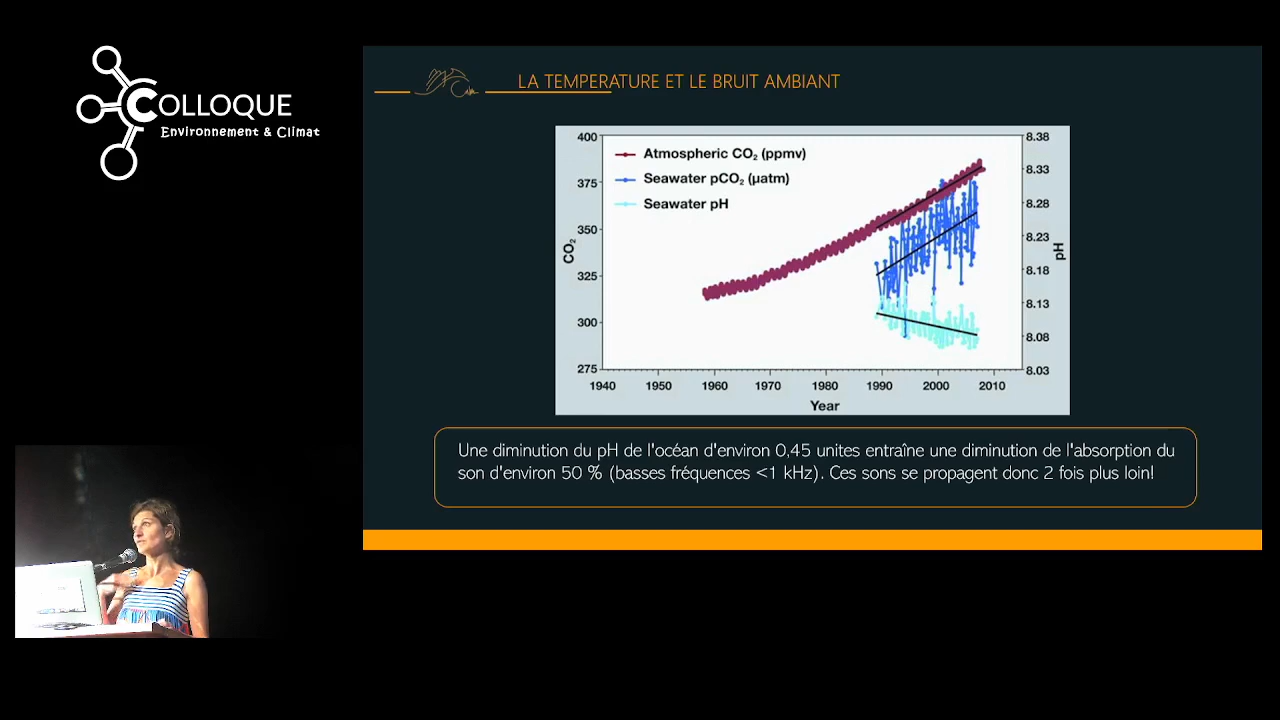 COLLOQUE
Environnement & Climat
LA TEMPERATURE ET LE BRUIT AMBIANT
400
375
350
325
300
275
CO₂
Atmospheric CO₂ (ppmv)
Seawater pCO₂ (µatm)
Seawater pH
8.38
8.33
8.28
8.23
8.18
8.13
8.08
8.03
pH
1940 1950 1960 1970 1980 1990 2000 2010
Year
Une diminution du pH de l'océan d'environ 0,45 unites entraîne une diminution de l'absorption du
son d'environ 50 % (basses fréquences <1 kHz). Ces sons se propagent donc 2 fois plus loin!